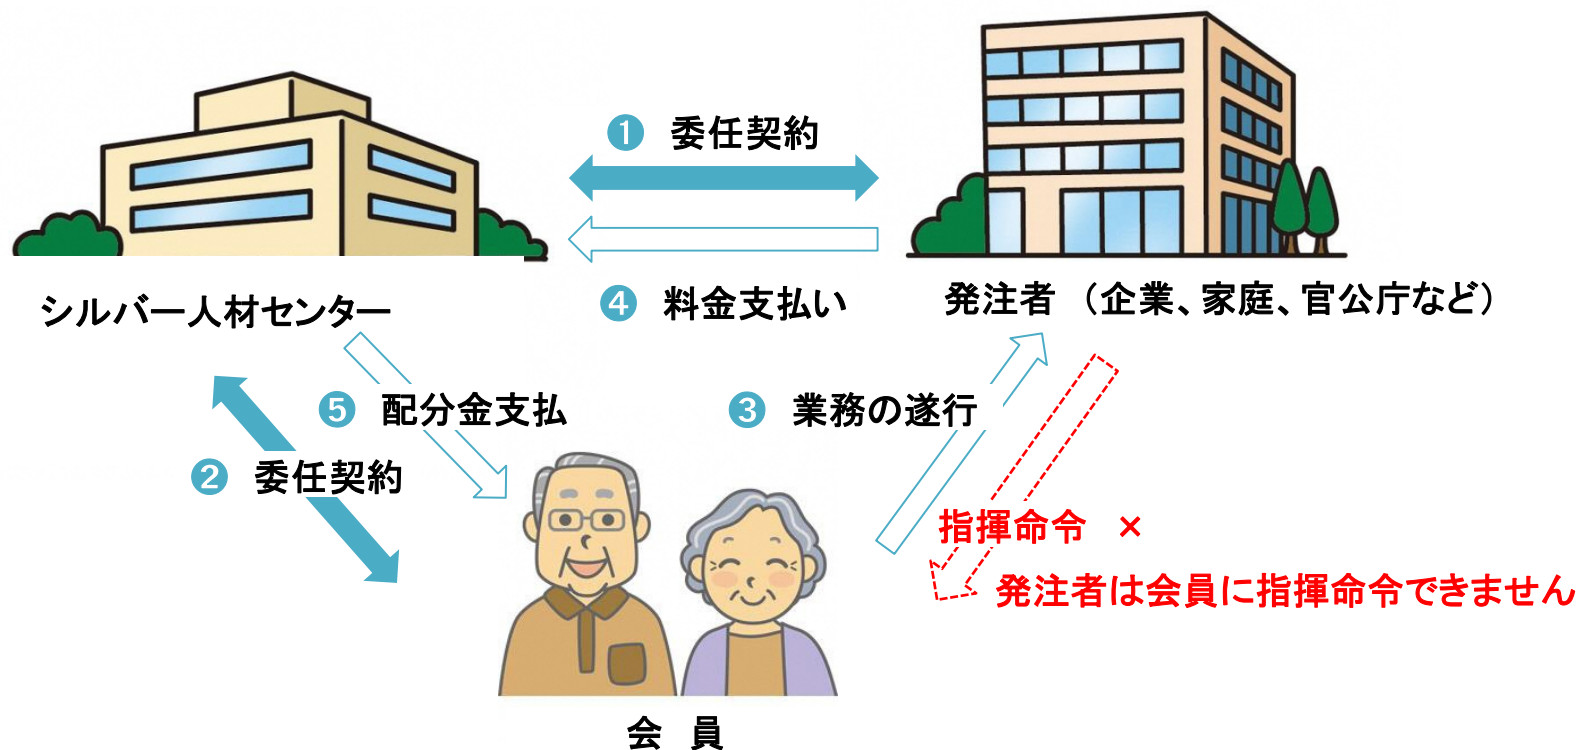 ❶ 委任契約
シルバー人材センター
❹ 料金支払い
発注者 （企業、家庭、官公庁など）
❺ 配分金支払
❸ 業務の遂行
❷ 委任契約
指揮命令 ×
発注者は会員に指揮命令できません
会 員